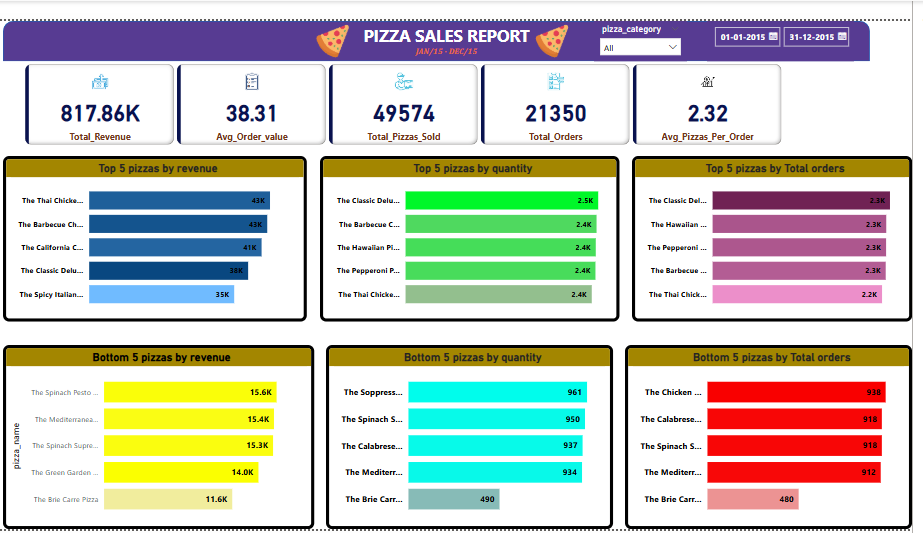 PIZZA SALES REPORT
JAN/15 - DEC/15
pizza_category
All
01-01-2015
31-12-2015
817.86K
Total_Revenue
38.31
Avg_Order_value
49574
Total_Pizzas_Sold
21350
Total_Orders
2.32
Avg_Pizzas_Per_Order
Top 5 pizzas by revenue
The Thai Chicke... 43K
The Barbecue Ch... 43K
The California C... 41K
The Classic Delu... 38K
The Spicy Italian... 35K
Top 5 pizzas by quantity
The Classic Delu... 2.5K
The Barbecue C... 2.4K
The Hawaiian Pi... 2.4K
The Pepperoni P... 2.4K
The Thai Chicke... 2.4K
Top 5 pizzas by Total orders
The Classic Del... 2.3K
The Hawaiian ... 2.3K
The Pepperoni ... 2.3K
The Barbecue ... 2.3K
The Thai Chick... 2.2K
Bottom 5 pizzas by revenue
pizza_name
The Spinach Pesto ... 15.6K
The Mediterranea... 15.4K
The Spinach Supre... 15.3K
The Green Garden ... 14.0K
The Brie Carre Pizza 11.6K
Bottom 5 pizzas by quantity
The Soppress... 961
The Spinach S... 950
The Calabrese... 937
The Mediterr... 934
The Brie Carr... 490
Bottom 5 pizzas by Total orders
The Chicken ... 938
The Calabrese... 918
The Spinach S... 918
The Mediterr... 912
The Brie Carr... 480